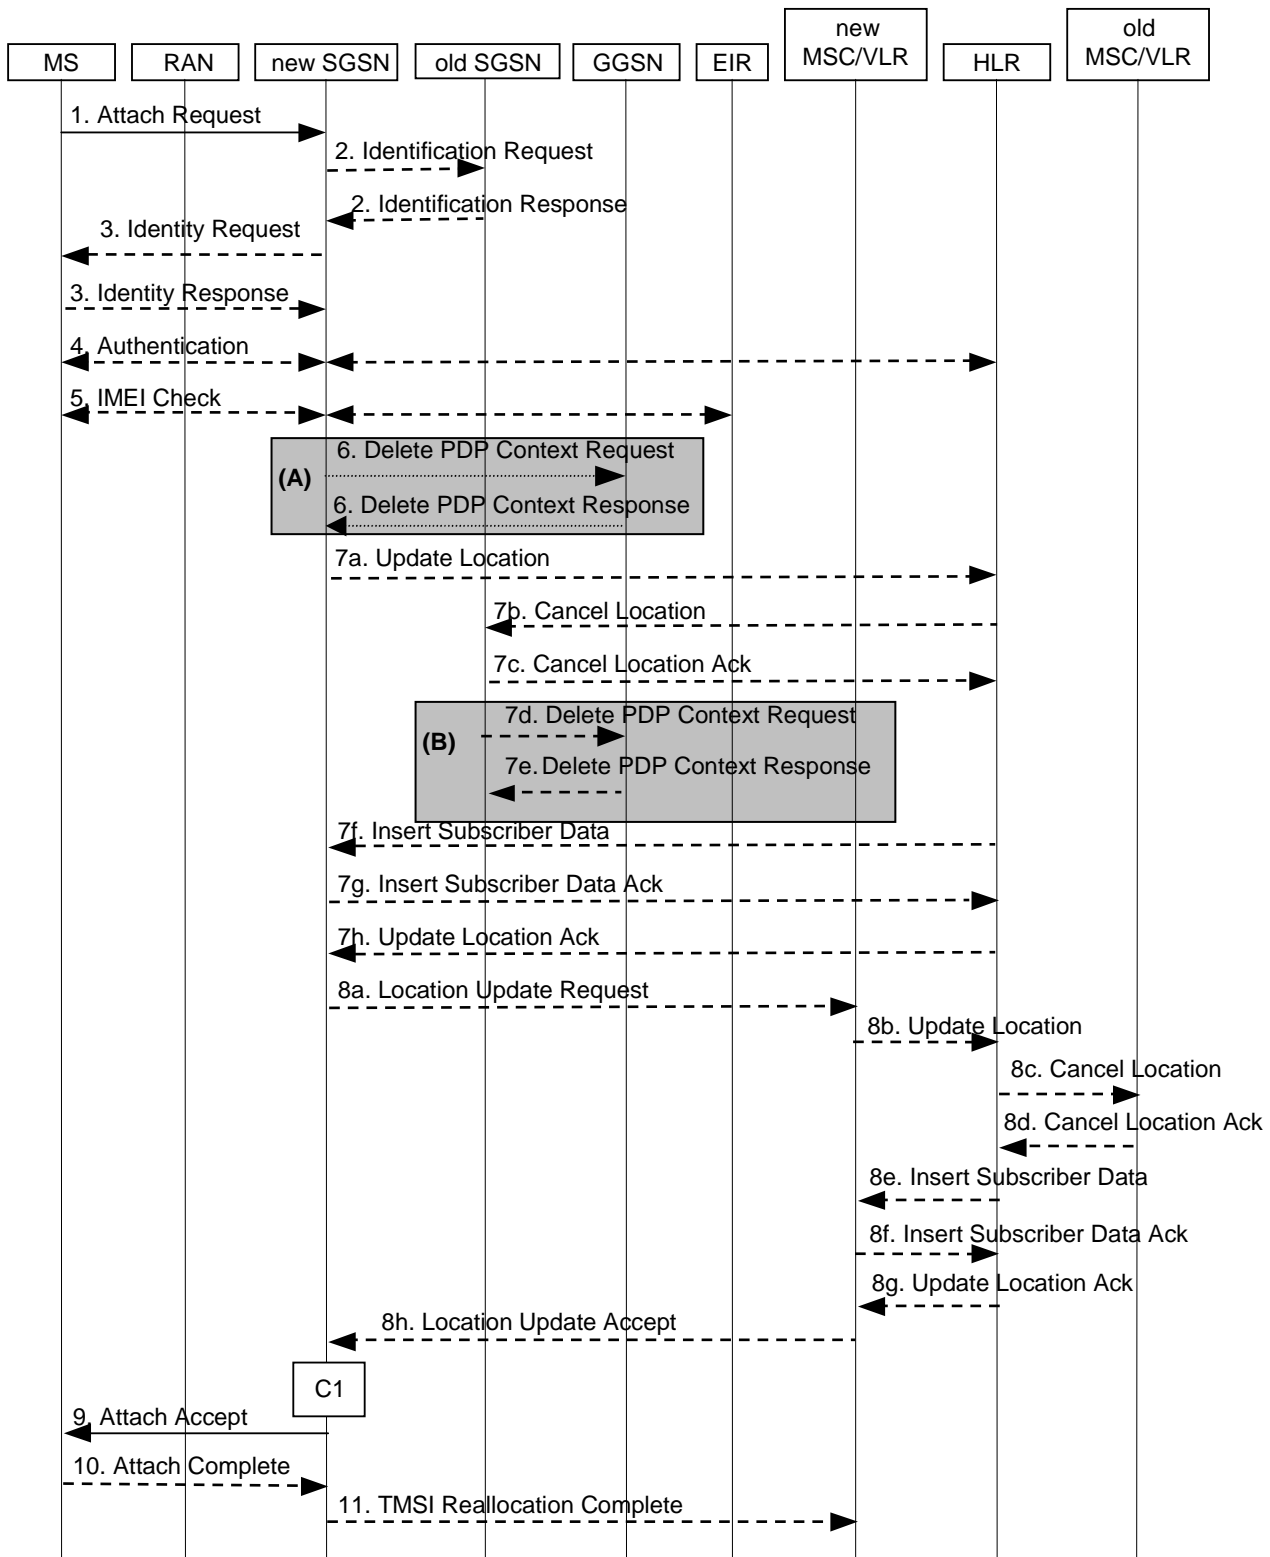 new
MSC/VLR
old
MSC/VLR
MS
RAN
new SGSN
old SGSN
GGSN
EIR
HLR
1. Attach Request
2. Identification Request
2. Identification Response
3. Identity Request
3. Identity Response
4. Authentication
5. IMEI Check
(A)
6. Delete PDP Context Request
6. Delete PDP Context Response
7a. Update Location
7b. Cancel Location
7c. Cancel Location Ack
(B)
7d. Delete PDP Context Request
7e. Delete PDP Context Response
7f. Insert Subscriber Data
7g. Insert Subscriber Data Ack
7h. Update Location Ack
8a. Location Update Request
8b. Update Location
8c. Cancel Location
8d. Cancel Location Ack
8e. Insert Subscriber Data
8f. Insert Subscriber Data Ack
8g. Update Location Ack
8h. Location Update Accept
C1
9. Attach Accept
10. Attach Complete
11. TMSI Reallocation Complete